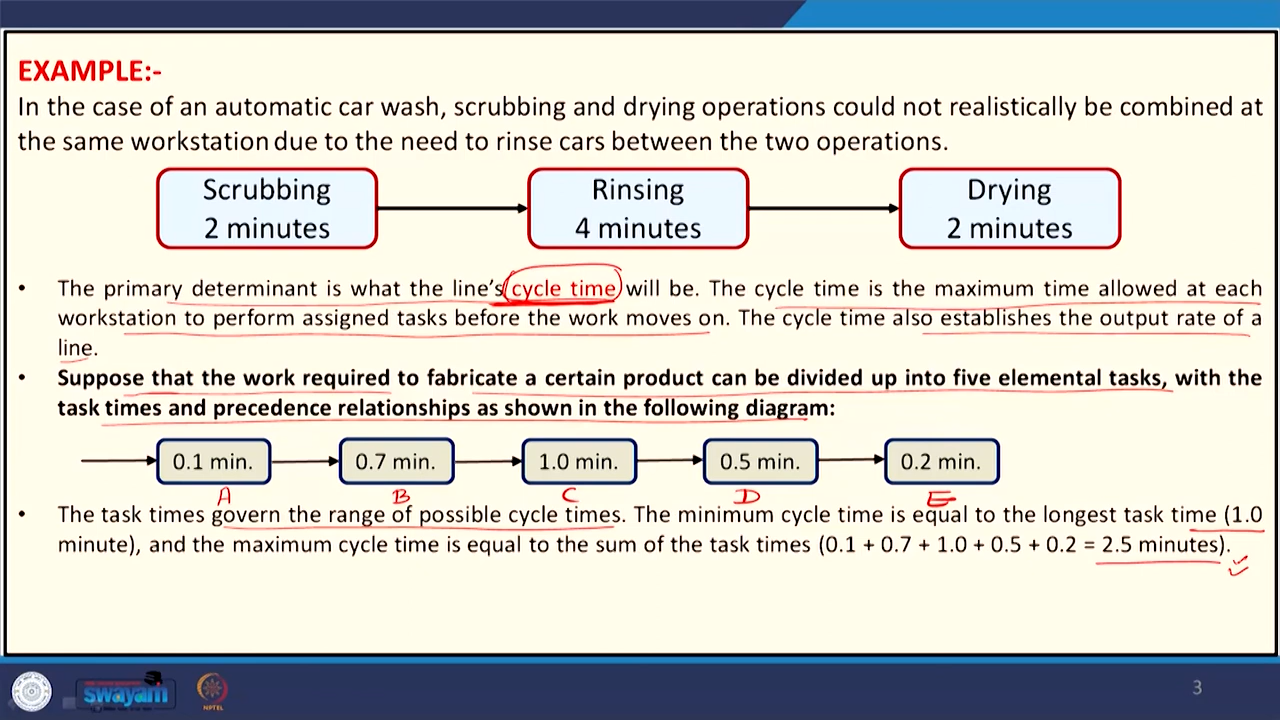 EXAMPLE:-
In the case of an automatic car wash, scrubbing and drying operations could not realistically be combined at
the same workstation due to the need to rinse cars between the two operations.
Scrubbing Rinsing Drying
2 minutes 4 minutes 2 minutes
• The primary determinant is what the line's cycle time will be. The cycle time is the maximum time allowed at each
workstation to perform assigned tasks before the work moves on. The cycle time also establishes the output rate of a
line.
• Suppose that the work required to fabricate a certain product can be divided up into five elemental tasks, with the
task times and precedence relationships as shown in the following diagram:
0.1 min. 0.7 min. 1.0 min. 0.5 min. 0.2 min.
A B C D E
• The task times govern the range of possible cycle times. The minimum cycle time is equal to the longest task time (1.0
minute), and the maximum cycle time is equal to the sum of the task times (0.1 + 0.7 + 1.0 + 0.5 + 0.2 = 2.5 minutes).
swayam NPTEL 3